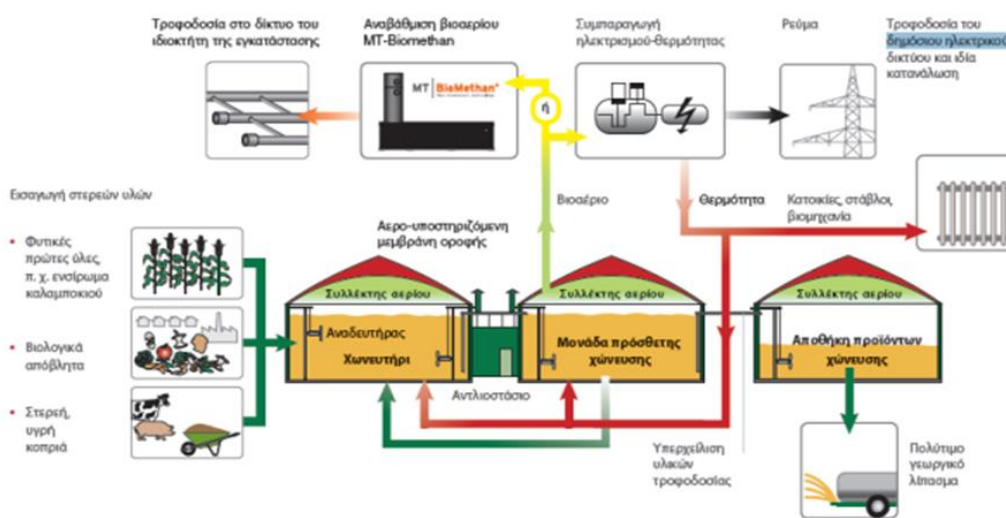 Τροφοδοσία στο δίκτυο του
ιδιοκτήτη της εγκατάστασης
Αναβάθμιση βιοαερίου
MT-Biomethan
Συμπαραγωγή
ηλεκτρισμού-θερμότητας
Ρεύμα
Τροφοδοσία του
δημόσιου ηλεκτρικού
δικτύου και ιδία
κατανάλωση
MT BioMethan
ή
Εισαγωγή στερεών υλών
Βιοαέριο
Θερμότητα
Κατοικίες, στάβλοι,
βιομηχανία
Αερο-υποστηριζόμενη
μεμβράνη οροφής
• Φυτικές
πρώτες ύλες,
π. χ. ενσίρωμα
καλαμποκιού
Συλλέκτης αερίου
Συλλέκτης αερίου
Συλλέκτης αερίου
Αναδευτήρας
Χωνευτήρι
Μονάδα πρόσθετης
χώνευσης
Αποθήκη προϊόντων
χώνευσης
• Βιολογικά
απόβλητα
Αντλιοστάσιο
• Στερεή,
υγρή
κοπριά
Υπερχείλιση
υλικών
τροφοδοσίας
Πολύτιμο
γεωργικό
λίπασμα